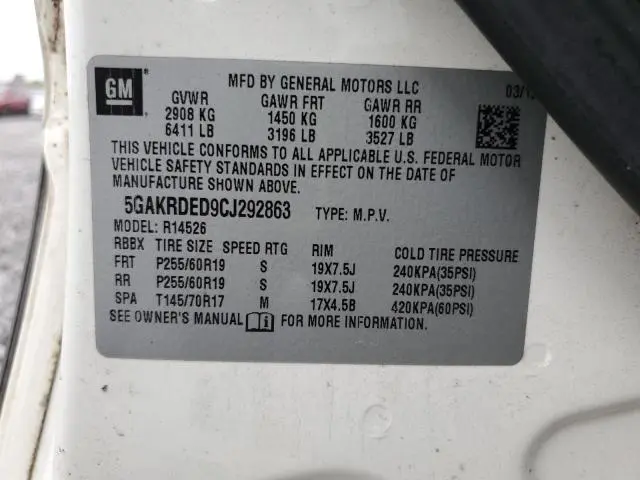 GM
MFD BY GENERAL MOTORS LLC
GVWR GAWR FRT GAWR RR
2908 KG 1450 KG 1600 KG
6411 LB 3196 LB 3527 LB
THIS VEHICLE CONFORMS TO ALL APPLICABLE U.S. FEDERAL MOTOR
VEHICLE SAFETY STANDARDS IN EFFECT ON THE DATE OF
MANUFACTURE SHOWN ABOVE.
5GAKRDED9CJ292863 TYPE: M.P.V.
MODEL: R14526
RBBX TIRE SIZE SPEED RTG RIM COLD TIRE PRESSURE
FRT P255/60R19 S 19X7.5J 240KPA(35PSI)
RR P255/60R19 S 19X7.5J 240KPA(35PSI)
SPA T145/70R17 M 17X4.5B 420KPA(60PSI)
SEE OWNER'S MANUAL FOR MORE INFORMATION.